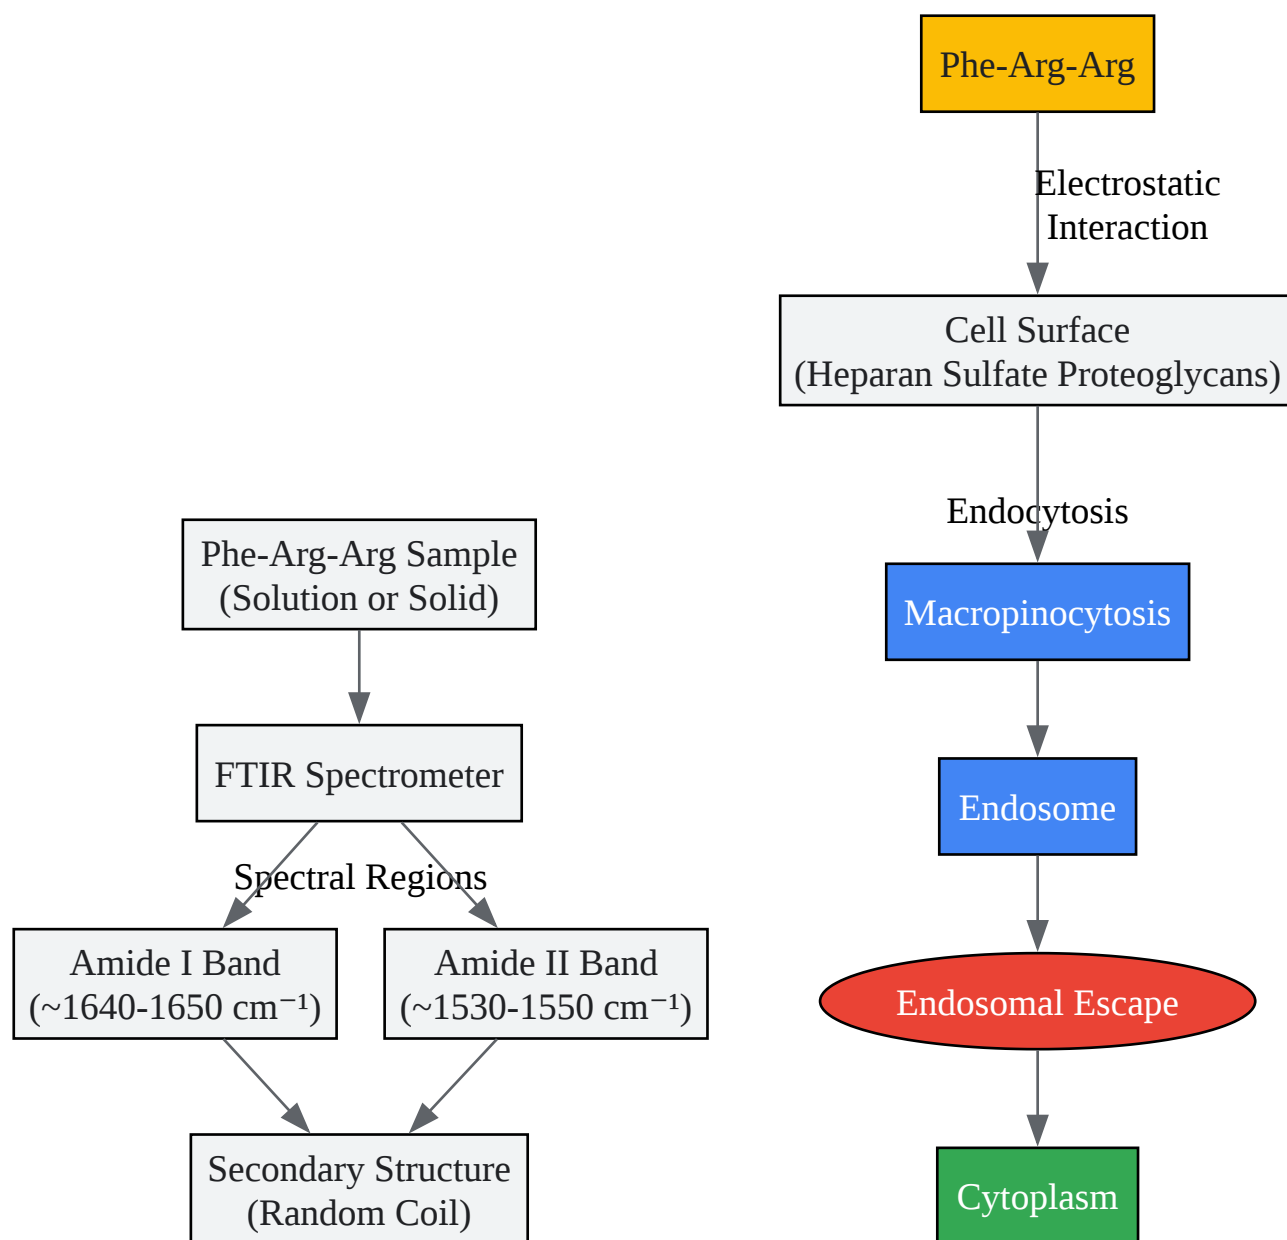 Phe-Arg-Arg
Electrostatic
Interaction
Cell Surface
(Heparan Sulfate Proteoglycans)
Endocytosis
Macropinocytosis
Endosome
Endosomal Escape
Cytoplasm
Phe-Arg-Arg Sample
(Solution or Solid)
FTIR Spectrometer
Spectral Regions
Amide I Band
(~1640-1650 cm⁻¹)
Amide II Band
(~1530-1550 cm⁻¹)
Secondary Structure
(Random Coil)